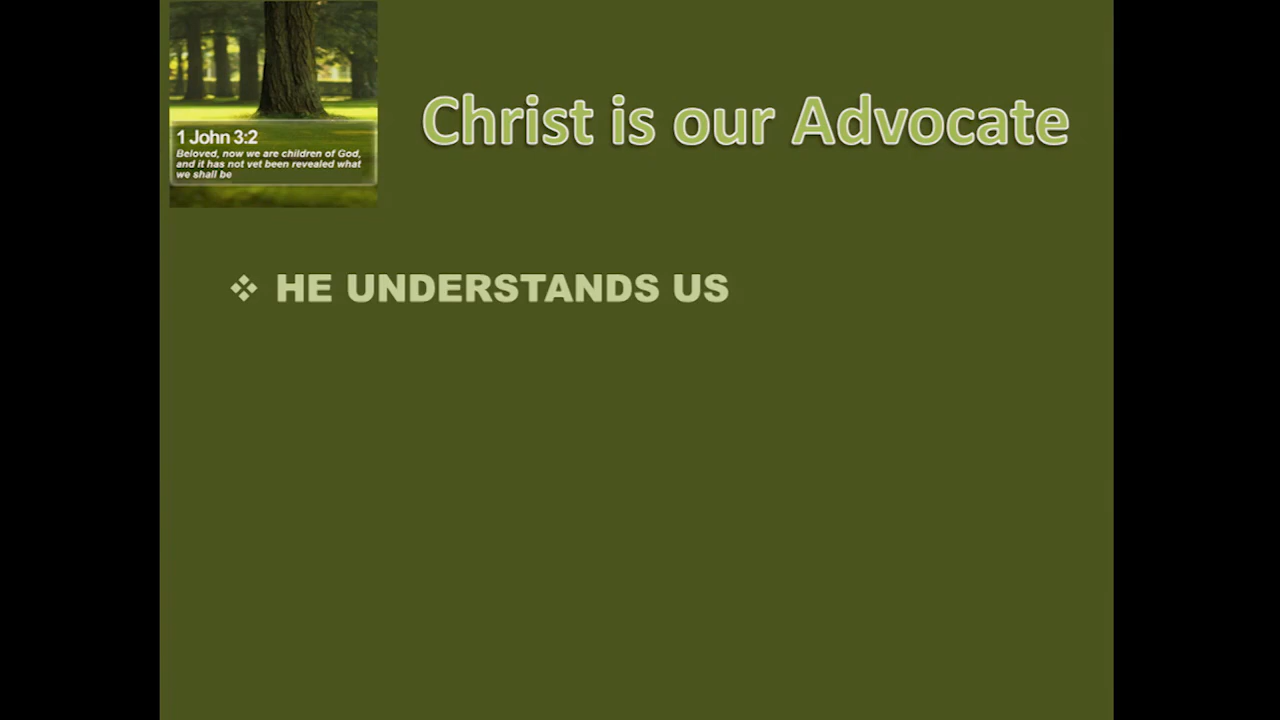 1 John 3:2
Beloved, now we are children of God,
and it has not yet been revealed what
we shall be
Christ is our Advocate
❖ HE UNDERSTANDS US